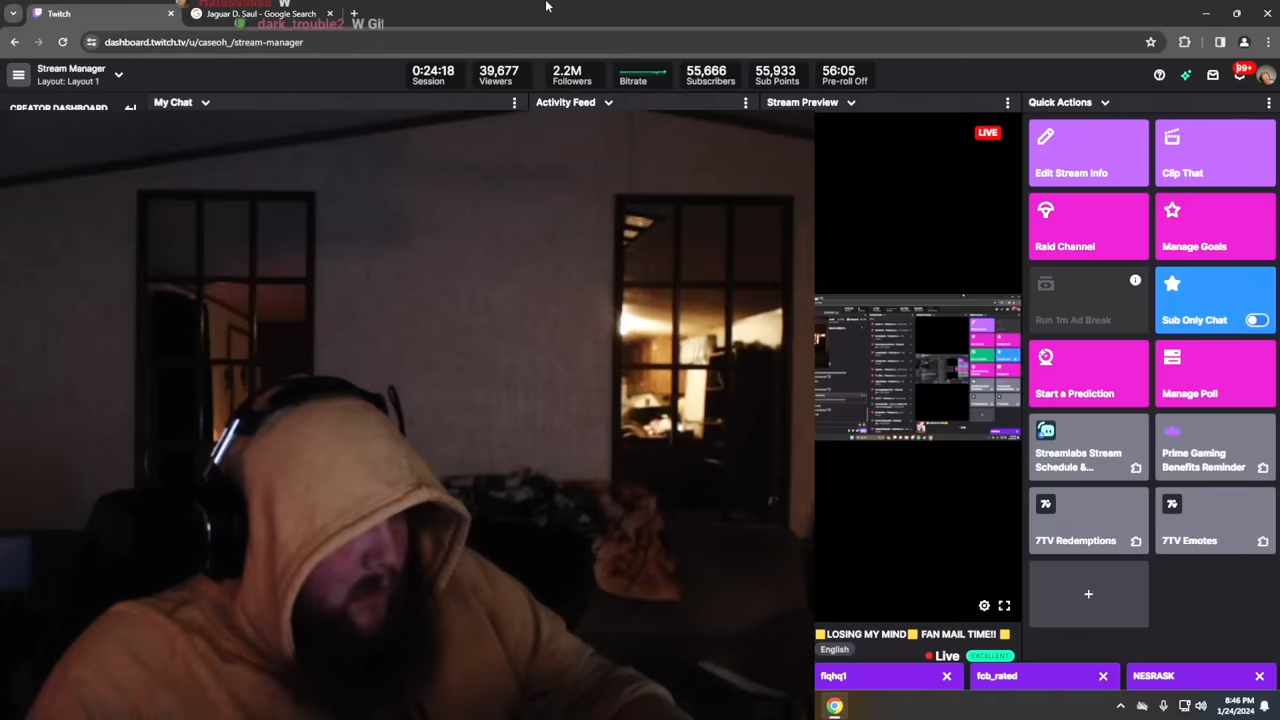 Hatsssssss W
Twitch
Jaguar D. Saul - Google Search
dark_trouble2 W Git
dashboard.twitch.tv/u/caseoh_/stream-manager
Stream Manager
Layout: Layout 1
0:24:18
Session
39,677
Viewers
2.2M
Followers
Bitrate
55,666
Subscribers
55,933
Sub Points
56:05
Pre-roll Off
99+
CREATOR DASHBOARD
My Chat
Activity Feed
Stream Preview
Quick Actions
LIVE
Edit Stream Info
Clip That
Raid Channel
Manage Goals
Run 1m Ad Break
Sub Only Chat
Start a Prediction
Manage Poll
Streamlabs Stream
Schedule &...
Prime Gaming
Benefits Reminder
7TV Redemptions
7TV Emotes
LOSING MY MIND FAN MAIL TIME!!
English
Live
EXCELLENT
fiqhq1
fcb_rated
NESRASK
8:46 PM
1/24/2024